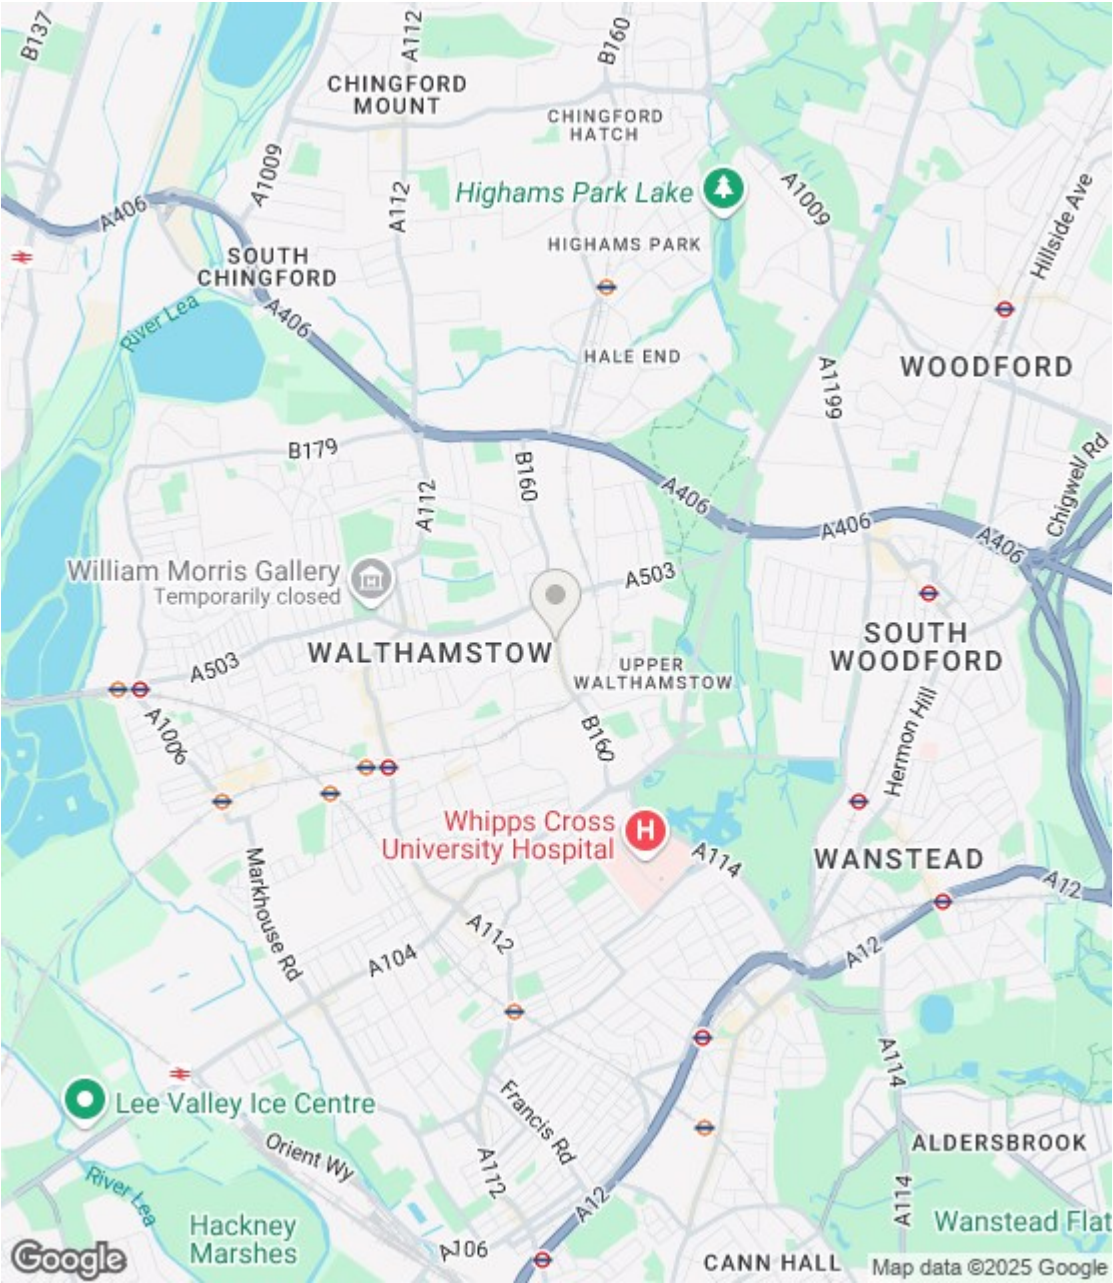 B137
A112
B160
CHINGFORD
MOUNT
CHINGFORD
HATCH
A1009
A112
Highams Park Lake
A1009
Hillside Ave
A406
HIGHAMS PARK
SOUTH
CHINGFORD
River Lea
A406
HALE END
WOODFORD
A1199
B179
B160
A112
A406
A406
A406
Chigwell Rd
William Morris Gallery
Temporarily closed
A503
WALTHAMSTOW
UPPER
WALTHAMSTOW
SOUTH
WOODFORD
A503
A1006
B160
Hermon Hill
Whipps Cross
University Hospital
H
A114
WANSTEAD
A12
Markhouse Rd
A112
A104
A12
A114
Lee Valley Ice Centre
Francis Rd
Orient Wy
A112
ALDERSBROOK
River Lea
A114
A12
Hackney
Marshes
Wanstead Flat
A106
CANN HALL
Google
Map data ©2025 Google